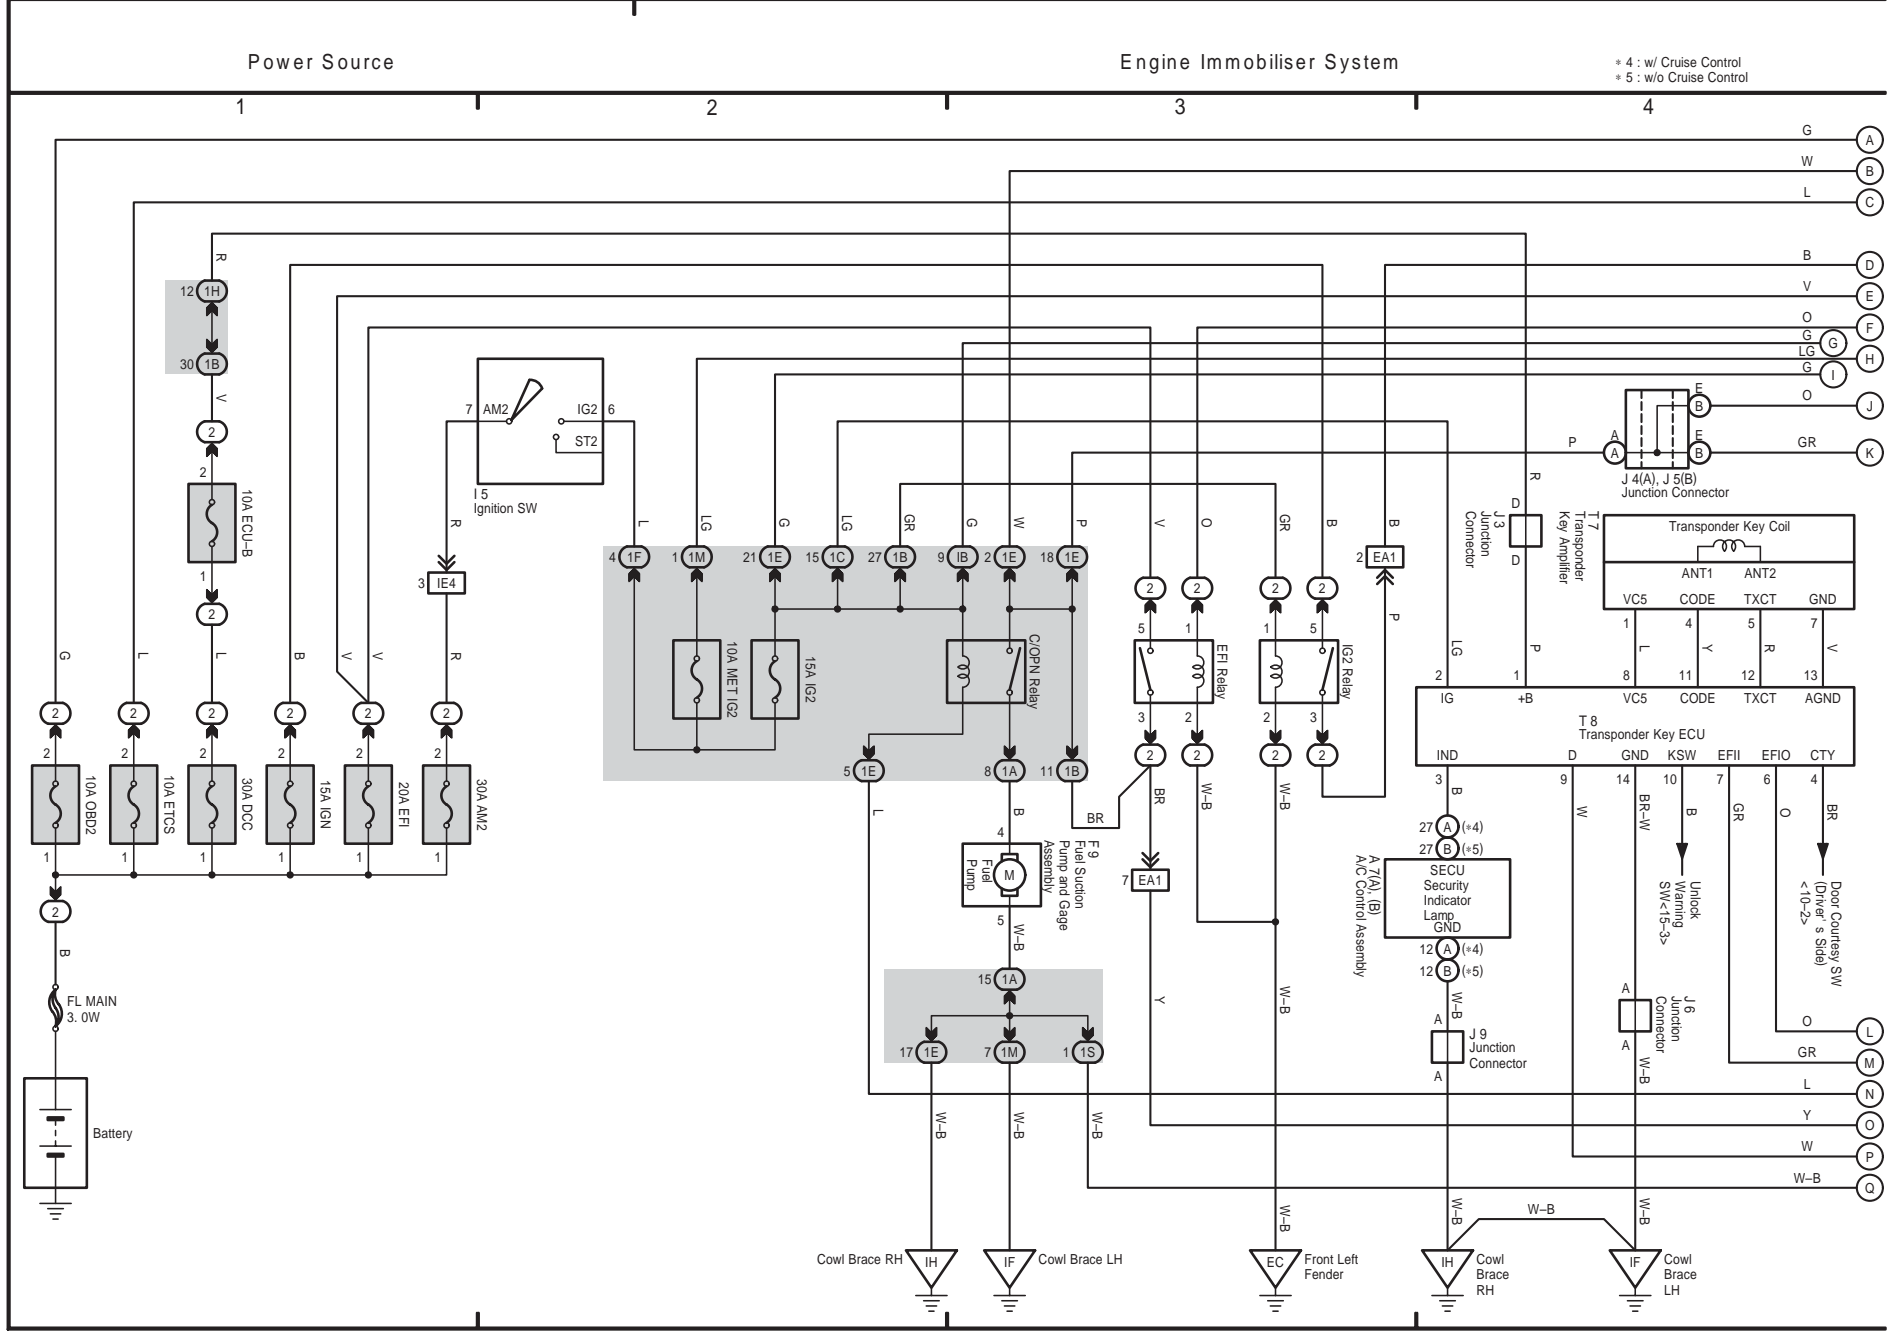 Power Source
Engine Immobiliser System
∗ 4 : w/ Cruise Control
∗ 5 : w/o Cruise Control
1
2
3
4
G
A
W
B
L
C
R
B
D
12
1H
V
E
O
F
G
G
30
1B
LG
H
G
I
V
7
AM2
IG2
6
E
B
O
J
2
ST2
A
A
P
E
B
GR
K
2
I 5
Ignition SW
J 4(A), J 5(B)
Junction Connector
10A ECU–B
R
L
LG
G
LG
GR
G
W
P
V
O
GR
B
B
R
D
J 3
Junction
Connector
D
T 7
Transponder
Key Amplifier
Transponder Key Coil
ANT1
ANT2
VC5
CODE
TXCT
GND
4
1F
1
1M
21
1E
15
1C
27
1B
9
IB
2
1E
18
1E
2
EA1
1
3
IE4
2
2
2
2
2
P
1
4
5
7
5
1
1
5
G
L
L
B
V
V
R
10A MET IG2
15A IG2
C/OPN Relay
EFI Relay
IG2 Relay
LG
P
L
Y
R
V
2
1
8
11
12
13
2
2
2
2
2
2
3
2
2
3
IG
+B
VC5
CODE
TXCT
AGND
T 8
Transponder Key ECU
2
2
2
2
2
2
2
2
2
2
IND
D
GND
KSW
EFII
EFIO
CTY
5
1E
8
1A
11
1B
3
9
14
10
7
6
4
10A OBD2
10A ETCS
30A DCC
15A IGN
20A EFI
30A AM2
L
B
BR
BR
W–B
W–B
B
W
BR–W
B
GR
O
BR
27
A
(∗4)
27
B
(∗5)
1
1
1
1
1
1
4
Fuel
Pump
M
F 9
Fuel Suction
Pump and Gage
Assembly
5
7
EA1
A 7(A), (B)
A/C Control Assembly
SECU
Security
Indicator
Lamp
GND
Unlock
Warning
SW<15–3>
Door Courtesy SW
(Driver' s Side)
<10–2>
2
B
W–B
12
A
(∗4)
12
B
(∗5)
15
1A
FL MAIN
3. 0W
Y
W–B
W–B
A
J 9
Junction
Connector
A
A
J 6
Junction
Connector
A
W–B
17
1E
7
1M
1
1S
O
L
GR
M
L
N
Y
O
W
P
W–B
Q
Battery
W–B
W–B
W–B
W–B
W–B
W–B
W–B
Cowl Brace RH
IH
IF
Cowl Brace LH
EC
Front Left
Fender
IH
Cowl
Brace
RH
IF
Cowl
Brace
LH